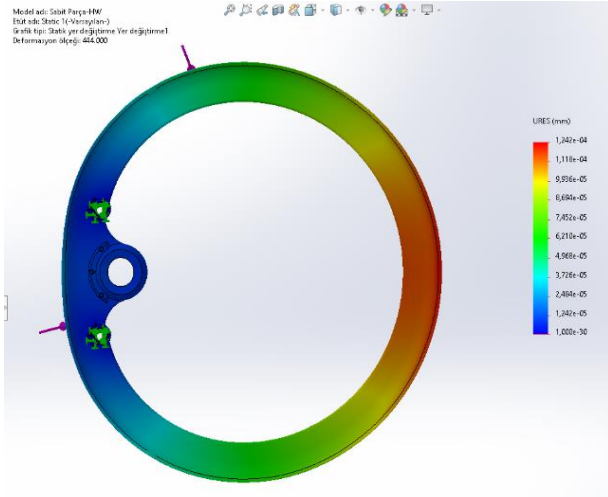 Model adı: Sabit Parça-HW
Etüt adı: Static 1(-Varsayılan-)
Grafik tipi: Statik yer değiştirme Yer değiştirme1
Deformasyon ölçeği: 444.000
URES (mm)
1,242e-04
1,118e-04
9,936e-05
8,694e-05
7,452e-05
6,210e-05
4,968e-05
3,726e-05
2,484e-05
1,242e-05
1,000e-30